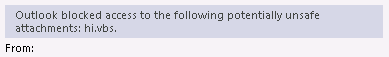 Outlook blocked access to the following potentially unsafe
attachments: hi.vbs.
From: